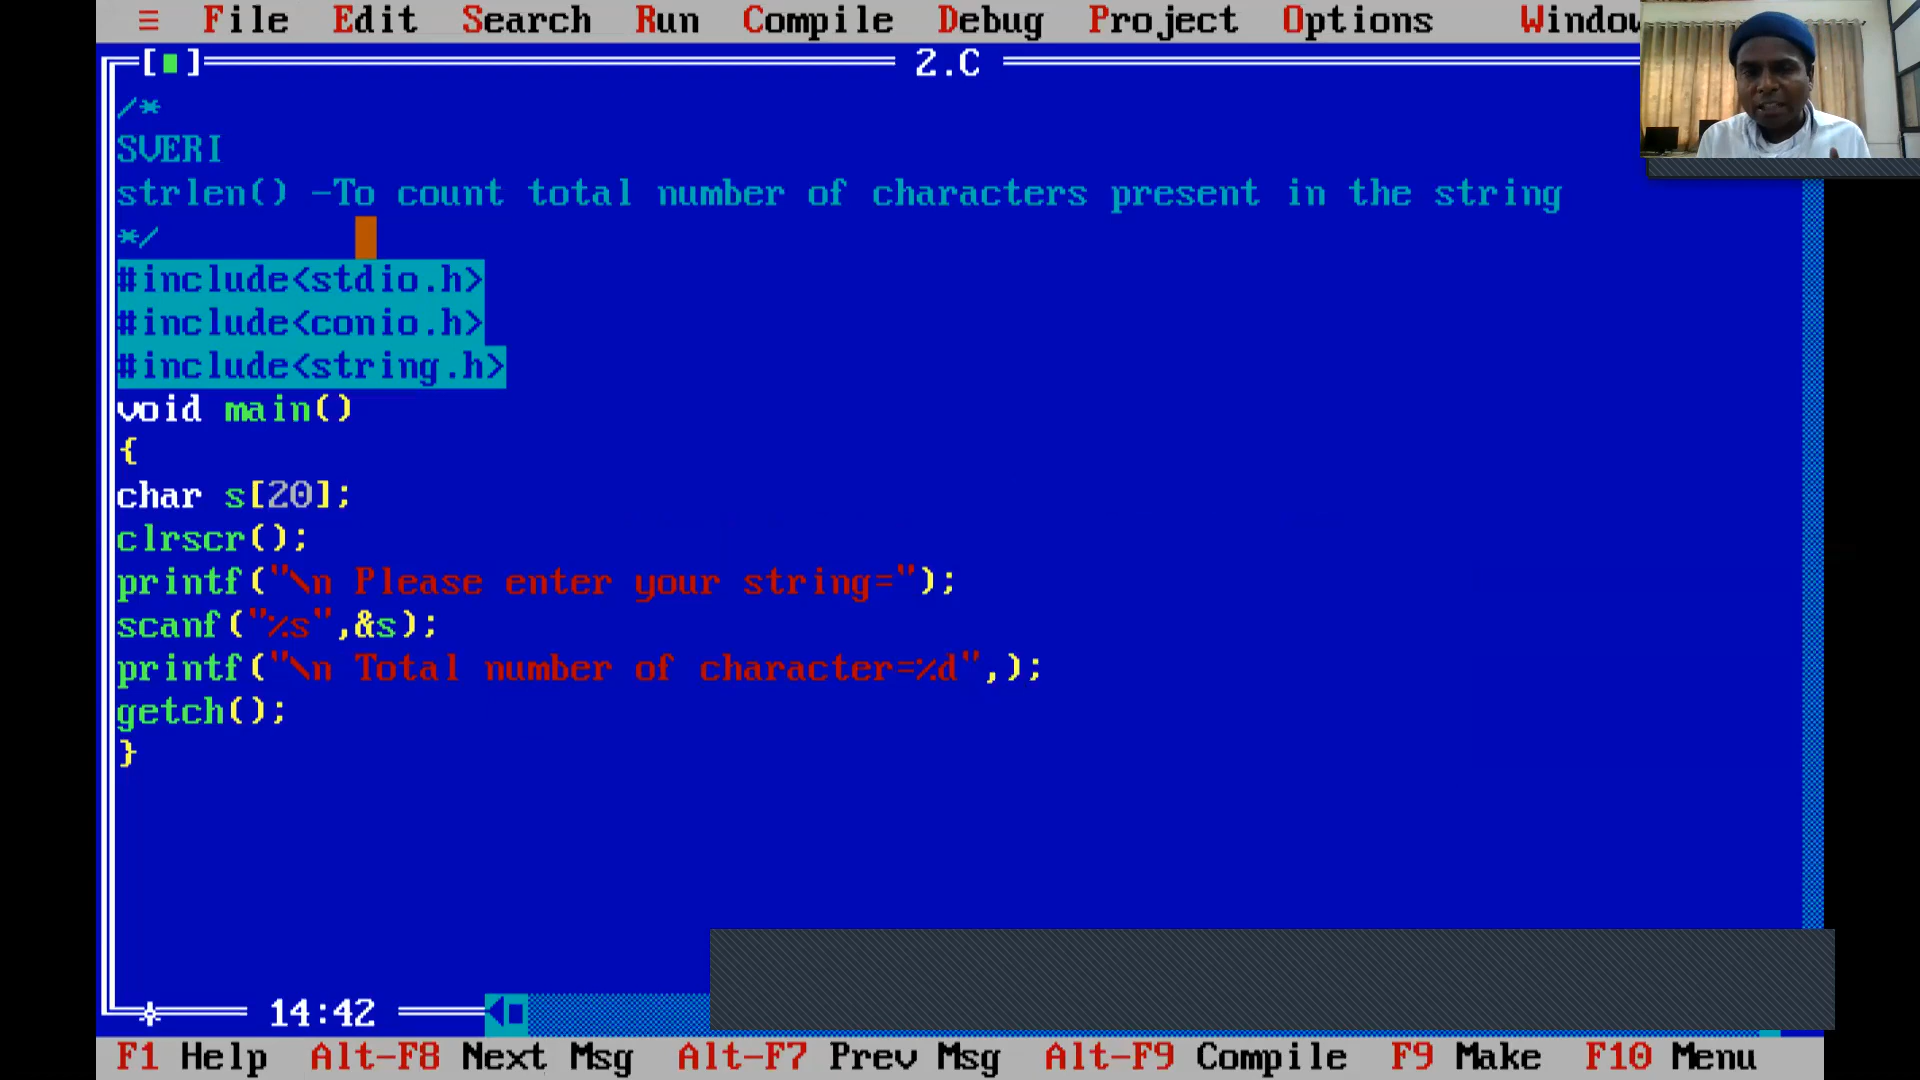 ≡ File Edit Search Run Compile Debug Project Options Window
[■] 2.C
/*
SVERI
strlen() -To count total number of characters present in the string
*/
#include<stdio.h>
#include<conio.h>
#include<string.h>
void main()
{
char s[20];
clrscr();
printf("\n Please enter your string=");
scanf("%s",&s);
printf("\n Total number of character=%d",);
getch();
}
14:42
F1 Help Alt-F8 Next Msg Alt-F7 Prev Msg Alt-F9 Compile F9 Make F10 Menu